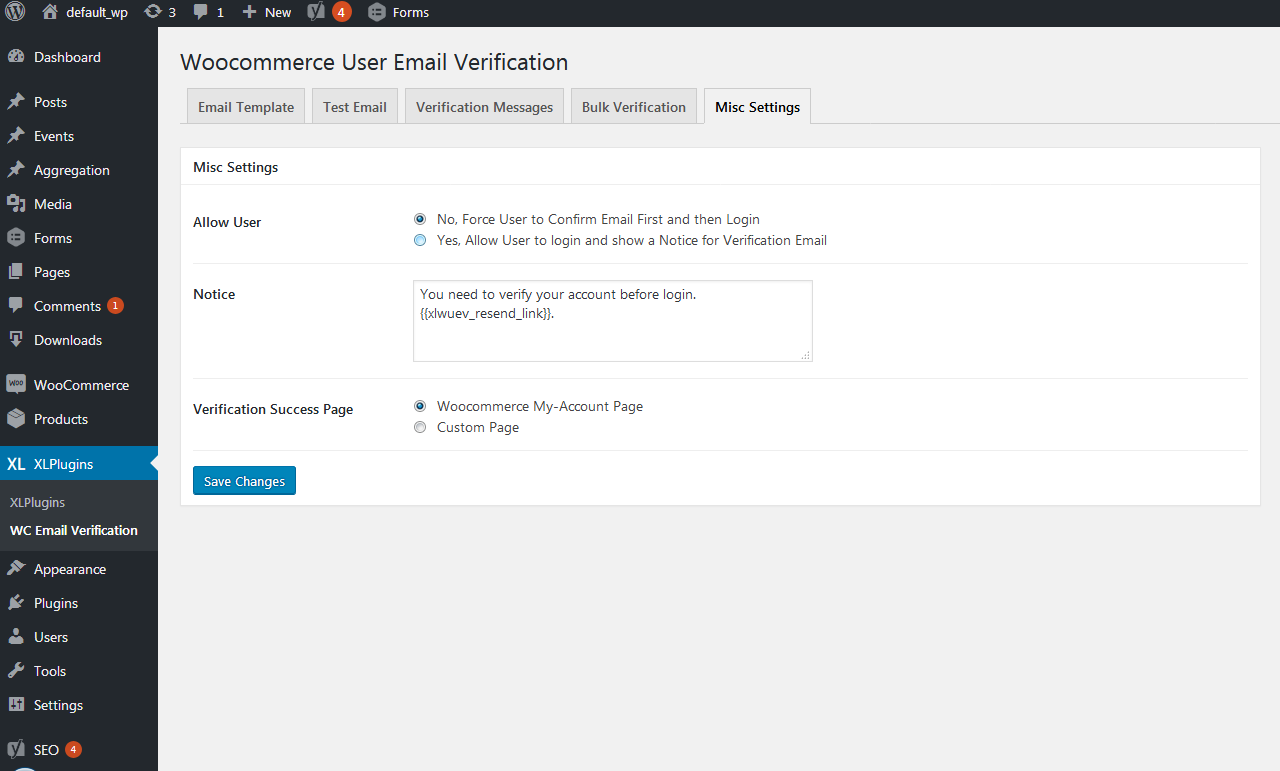 default_wp 3 1 New 4 Forms
Dashboard
Posts
Events
Aggregation
Media
Forms
Pages
Comments 1
Downloads
WOO WooCommerce
Products
XL XLPlugins
XLPlugins
WC Email Verification
Appearance
Plugins
Users
Tools
Settings
SEO 4
Woocommerce User Email Verification
Email Template Test Email Verification Messages Bulk Verification Misc Settings
Misc Settings
Allow User
No, Force User to Confirm Email First and then Login
Yes, Allow User to login and show a Notice for Verification Email
Notice
You need to verify your account before login.
{{xlwuev_resend_link}}.
Verification Success Page
Woocommerce My-Account Page
Custom Page
Save Changes